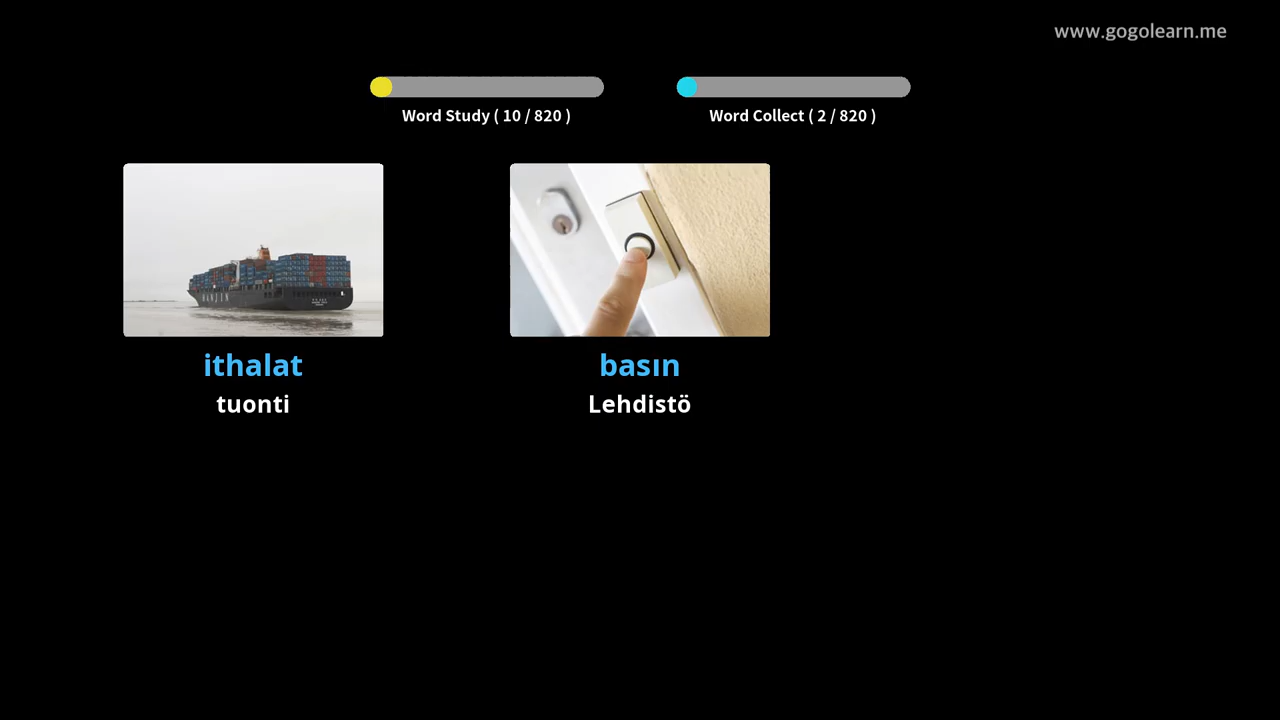 www.gogolearn.me
Word Study ( 10 / 820 )
Word Collect ( 2 / 820 )
ithalat
tuonti
basın
Lehdistö